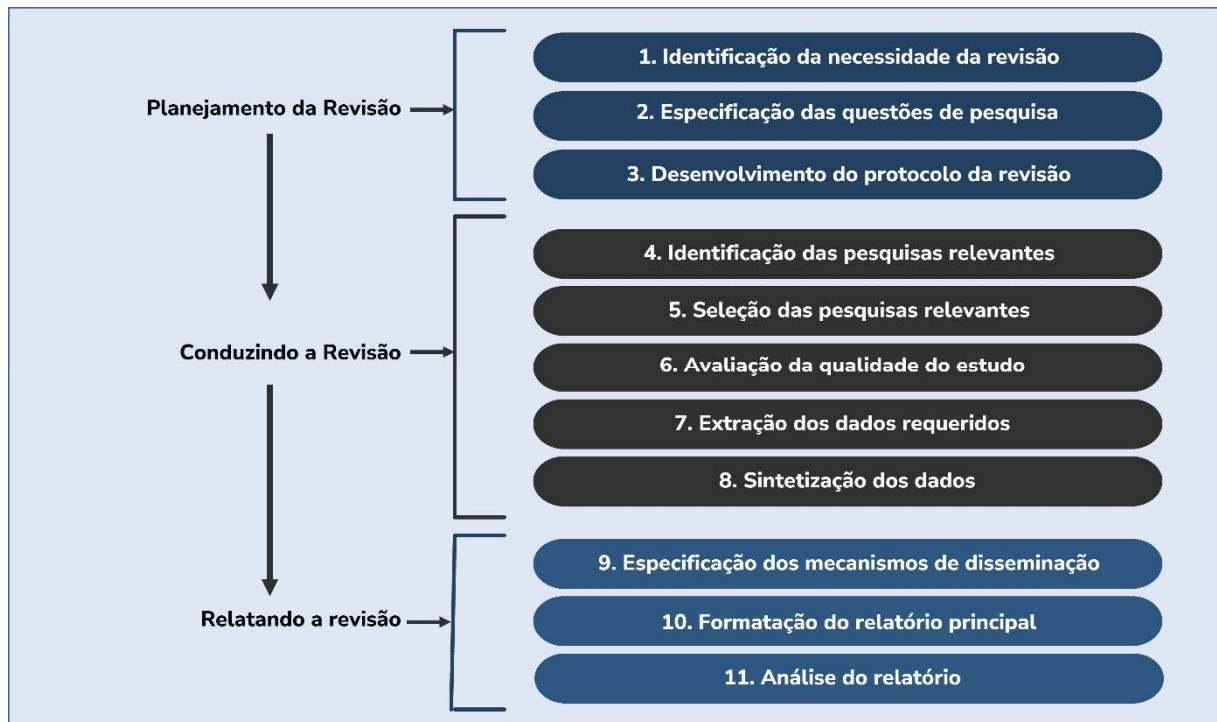 Planejamento da Revisão
1. Identificação da necessidade da revisão
2. Especificação das questões de pesquisa
3. Desenvolvimento do protocolo da revisão
Conduzindo a Revisão
4. Identificação das pesquisas relevantes
5. Seleção das pesquisas relevantes
6. Avaliação da qualidade do estudo
7. Extração dos dados requeridos
8. Sintetização dos dados
Relatando a revisão
9. Especificação dos mecanismos de disseminação
10. Formatação do relatório principal
11. Análise do relatório